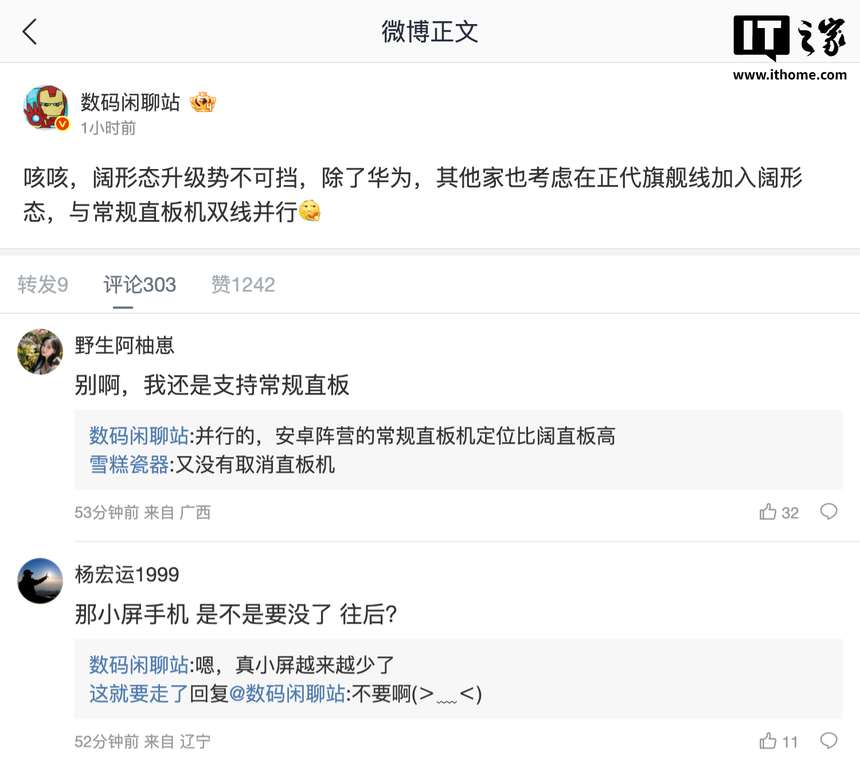 微博正文
IT之家
www.ithome.com
数码闲聊站
1小时前
咳咳，阔形态升级势不可挡，除了华为，其他家也考虑在正代旗舰线加入阔形
态，与常规直板机双线并行🤔
转发9 评论303 赞1242
野生阿柚崽
别啊，我还是支持常规直板
数码闲聊站:并行的，安卓阵营的常规直板机定位比阔直板高
雪糕瓷器:又没有取消直板机
53分钟前 来自 广西 32
杨宏运1999
那小屏手机 是不是要没了 往后?
数码闲聊站:嗯，真小屏越来越少了
这就要走了回复@数码闲聊站:不要啊(＞﹏＜)
52分钟前 来自 辽宁 11